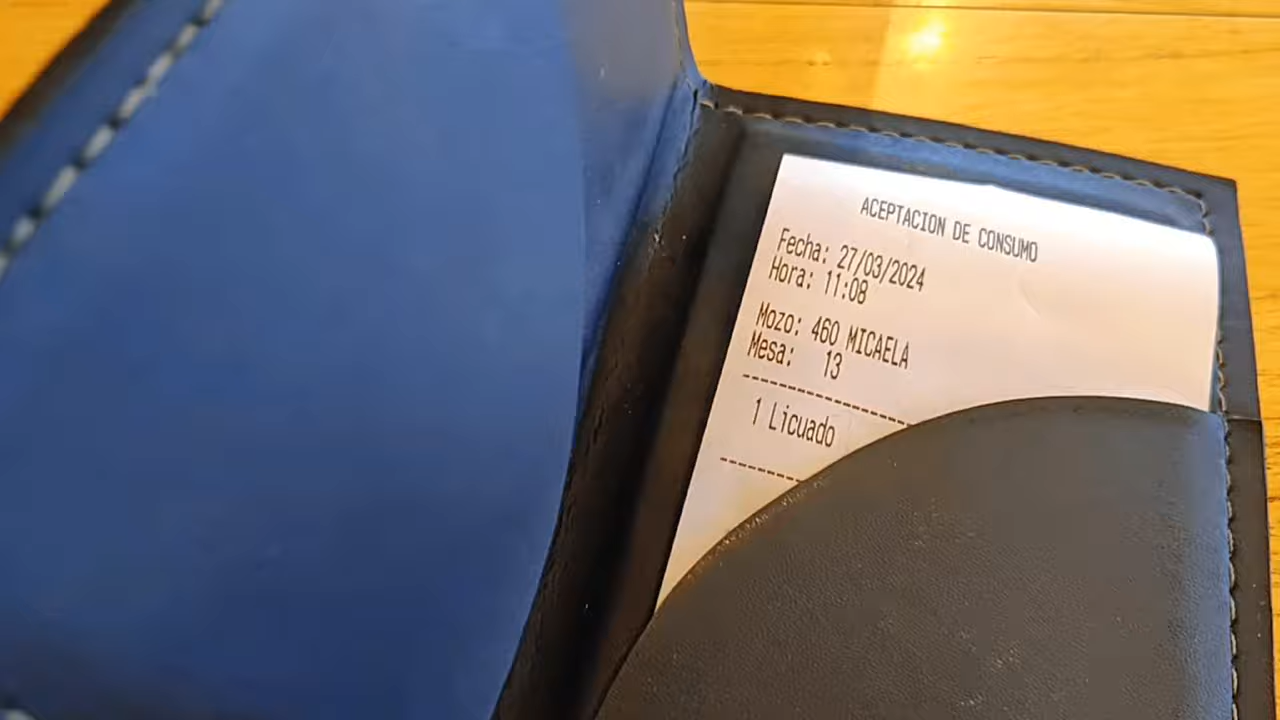 ACEPTACION DE CONSUMO
Fecha: 27/03/2024
Hora: 11:08
Mozo: 460 MICAELA
Mesa: 13
1 Licuado